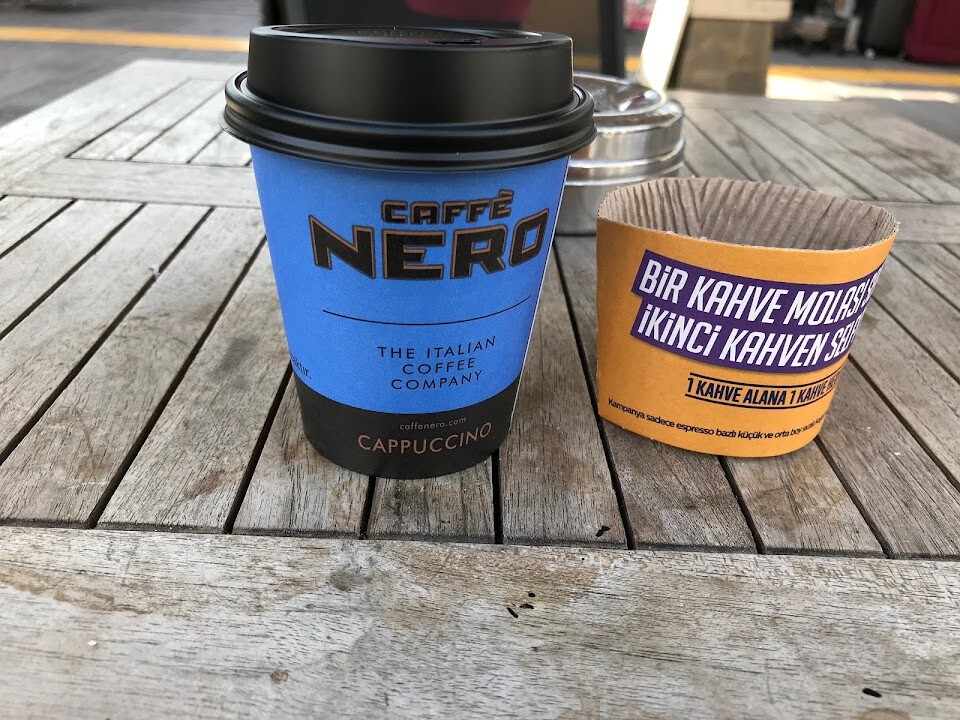 CAFFÈ
NERO
THE ITALIAN
COFFEE
COMPANY
caffenero.com
CAPPUCCINO
BİR KAHVE MOLASI
İKİNCİ KAHVEN
1 KAHVE ALANA 1 KAHVE
Kampanya sadece espresso bazlı küçük ve orta boy